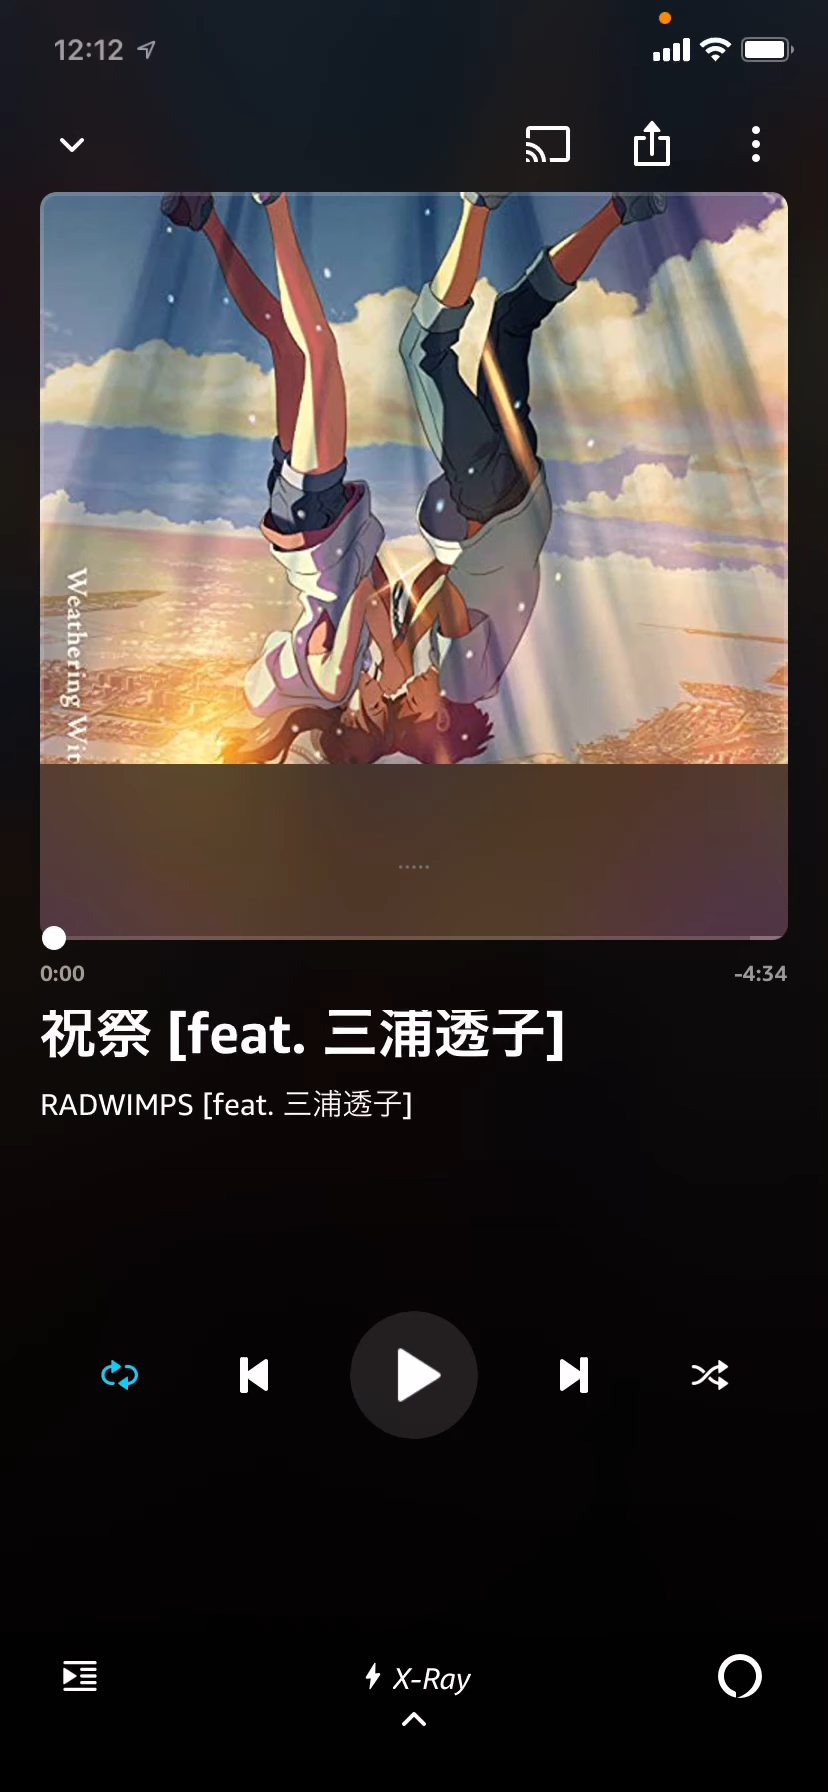 12:12
Weathering Wit
.....
0:00
-4:34
祝祭 [feat. 三浦透子]
RADWIMPS [feat. 三浦透子]
X-Ray